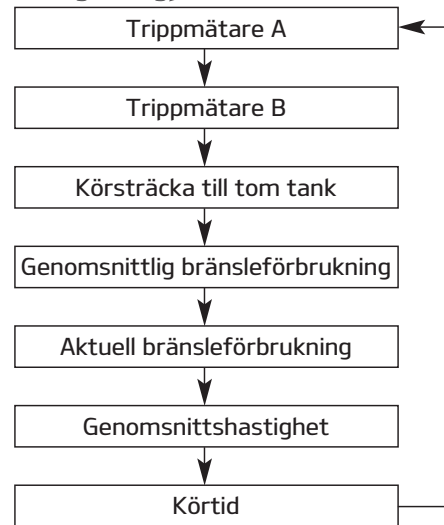 Trippmätare A
Trippmätare B
Körsträcka till tom tank
Genomsnittlig bränsleförbrukning
Aktuell bränsleförbrukning
Genomsnittshastighet
Körtid